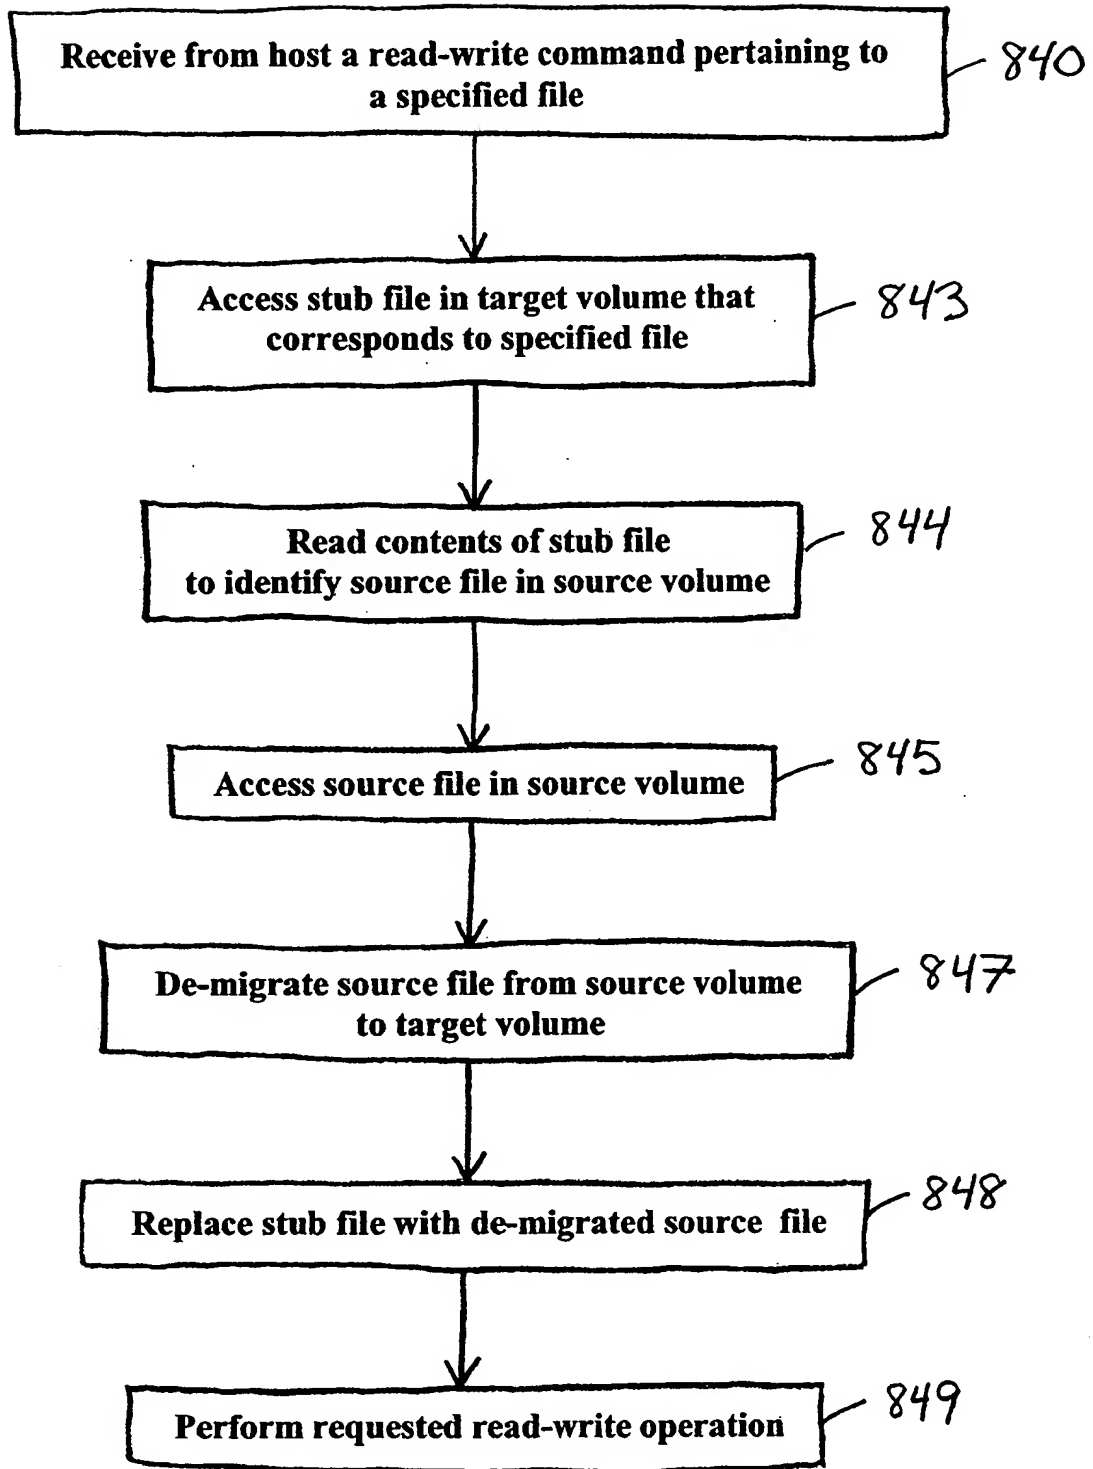 Receive from host a read-write command pertaining to
a specified file
840
Access stub file in target volume that
corresponds to specified file
843
Read contents of stub file
to identify source file in source volume
844
Access source file in source volume
845
De-migrate source file from source volume
to target volume
847
Replace stub file with de-migrated source file
848
Perform requested read-write operation
849